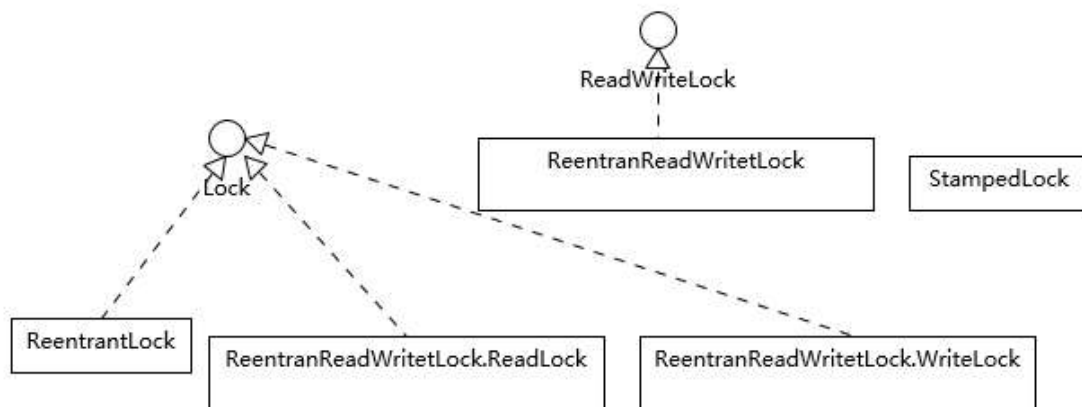 ReadWriteLock
ReentranReadWritetLock
StampedLock
Lock
ReentrantLock
ReentranReadWritetLock.ReadLock
ReentranReadWritetLock.WriteLock